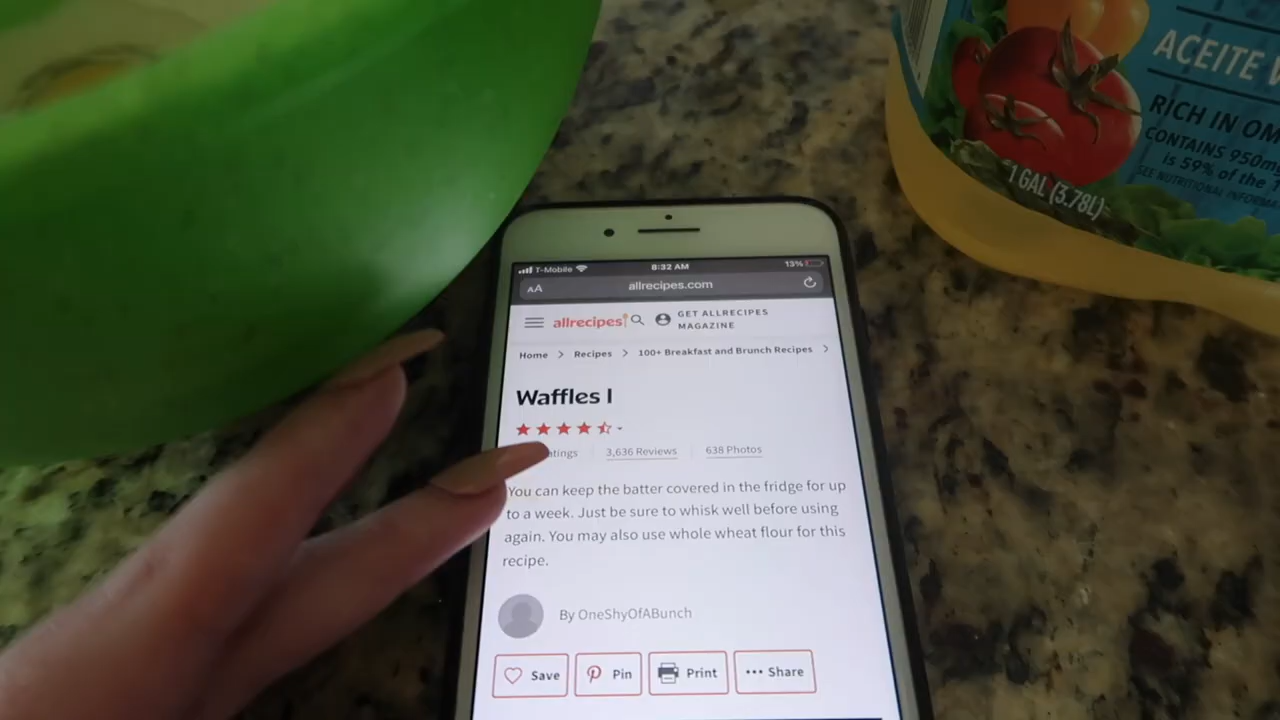 ACEITE
RICH IN
CONTAINS 950mg
is 59% of the
SEE NUTRITIONAL
1 GAL (3.78L)
T-Mobile
8:32 AM
13%
AA
allrecipes.com
allrecipes
GET ALLRECIPES
MAGAZINE
Home > Recipes > 100+ Breakfast and Brunch Recipes >
Waffles I
3,636 Reviews
638 Photos
You can keep the batter covered in the fridge for up
to a week. Just be sure to whisk well before using
again. You may also use whole wheat flour for this
recipe.
By OneShyOfABunch
Save
Pin
Print
Share